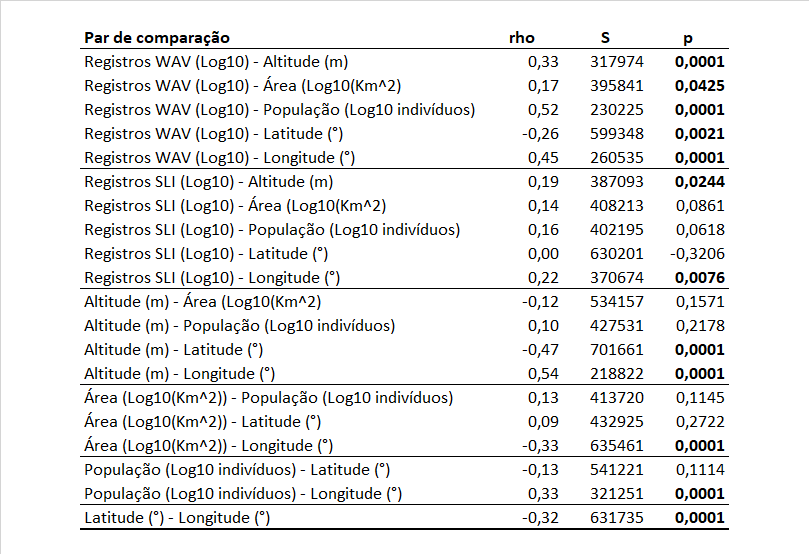 Par de comparação rho S p
Registros WAV (Log10) - Altitude (m) 0,33 317974 0,0001
Registros WAV (Log10) - Área (Log10(Km^2) 0,17 395841 0,0425
Registros WAV (Log10) - População (Log10 indivíduos) 0,52 230225 0,0001
Registros WAV (Log10) - Latitude (°) -0,26 599348 0,0021
Registros WAV (Log10) - Longitude (°) 0,45 260535 0,0001
Registros SLI (Log10) - Altitude (m) 0,19 387093 0,0244
Registros SLI (Log10) - Área (Log10(Km^2) 0,14 408213 0,0861
Registros SLI (Log10) - População (Log10 indivíduos) 0,16 402195 0,0618
Registros SLI (Log10) - Latitude (°) 0,00 630201 -0,3206
Registros SLI (Log10) - Longitude (°) 0,22 370674 0,0076
Altitude (m) - Área (Log10(Km^2) -0,12 534157 0,1571
Altitude (m) - População (Log10 indivíduos) 0,10 427531 0,2178
Altitude (m) - Latitude (°) -0,47 701661 0,0001
Altitude (m) - Longitude (°) 0,54 218822 0,0001
Área (Log10(Km^2)) - População (Log10 indivíduos) 0,13 413720 0,1145
Área (Log10(Km^2)) - Latitude (°) 0,09 432925 0,2722
Área (Log10(Km^2)) - Longitude (°) -0,33 635461 0,0001
População (Log10 indivíduos) - Latitude (°) -0,13 541221 0,1114
População (Log10 indivíduos) - Longitude (°) 0,33 321251 0,0001
Latitude (°) - Longitude (°) -0,32 631735 0,0001